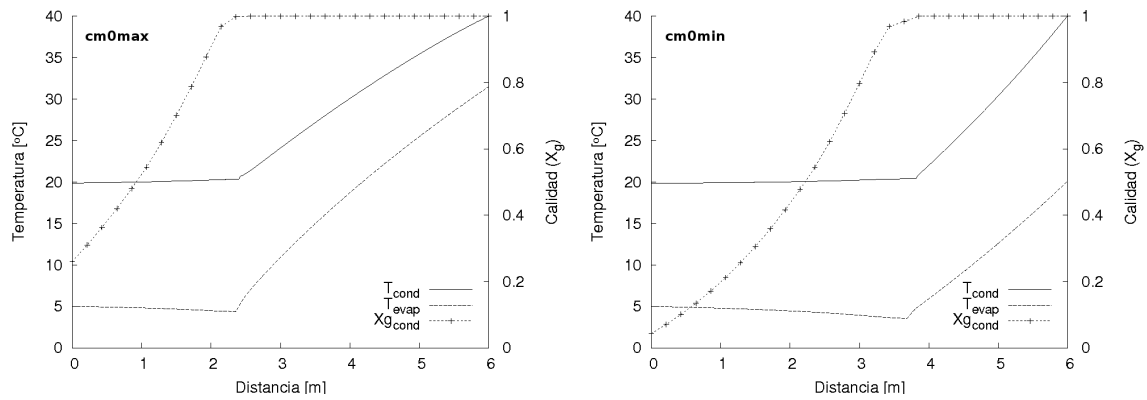 cm0max
Temperatura [°C]
40
35
30
25
20
15
10
5
0
0 1 2 3 4 5 6
Distancia [m]
1
0.8
0.6
0.4
0.2
0
Calidad (Xg)
Tcond
Tevap
Xgcond
cm0min
Temperatura [°C]
40
35
30
25
20
15
10
5
0
0 1 2 3 4 5 6
Distancia [m]
1
0.8
0.6
0.4
0.2
0
Calidad (Xg)
Tcond
Tevap
Xgcond